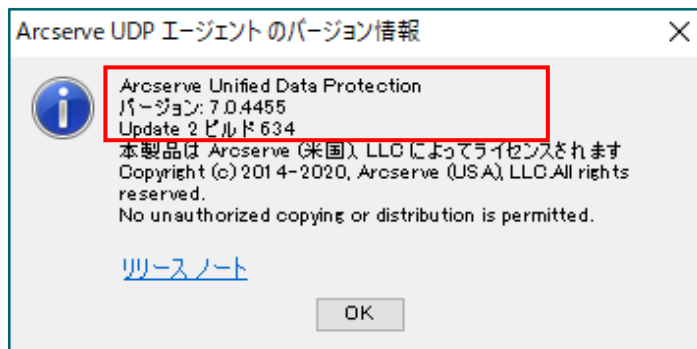 Arcserve UDP エージェント のバージョン情報
Arcserve Unified Data Protection
バージョン: 7.0.4455
Update 2 ビルド 634
本製品は Arcserve (米国), LLC によってライセンスされます
Copyright (c) 2014-2020, Arcserve (USA), LLC.All rights
reserved.
No unauthorized copying or distribution is permitted.
リリース ノート
OK